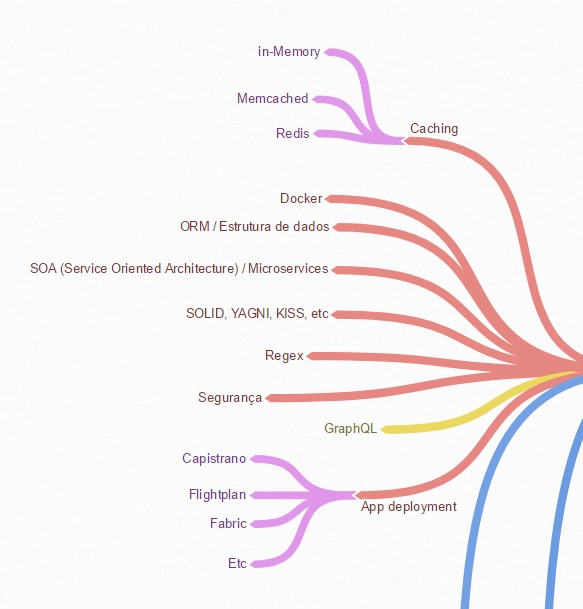 in-Memory
Memcached
Redis
Caching
Docker
ORM / Estrutura de dados
SOA (Service Oriented Architecture) / Microservices
SOLID, YAGNI, KISS, etc
Regex
Segurança
GraphQL
Capistrano
Flightplan
Fabric
Etc
App deployment